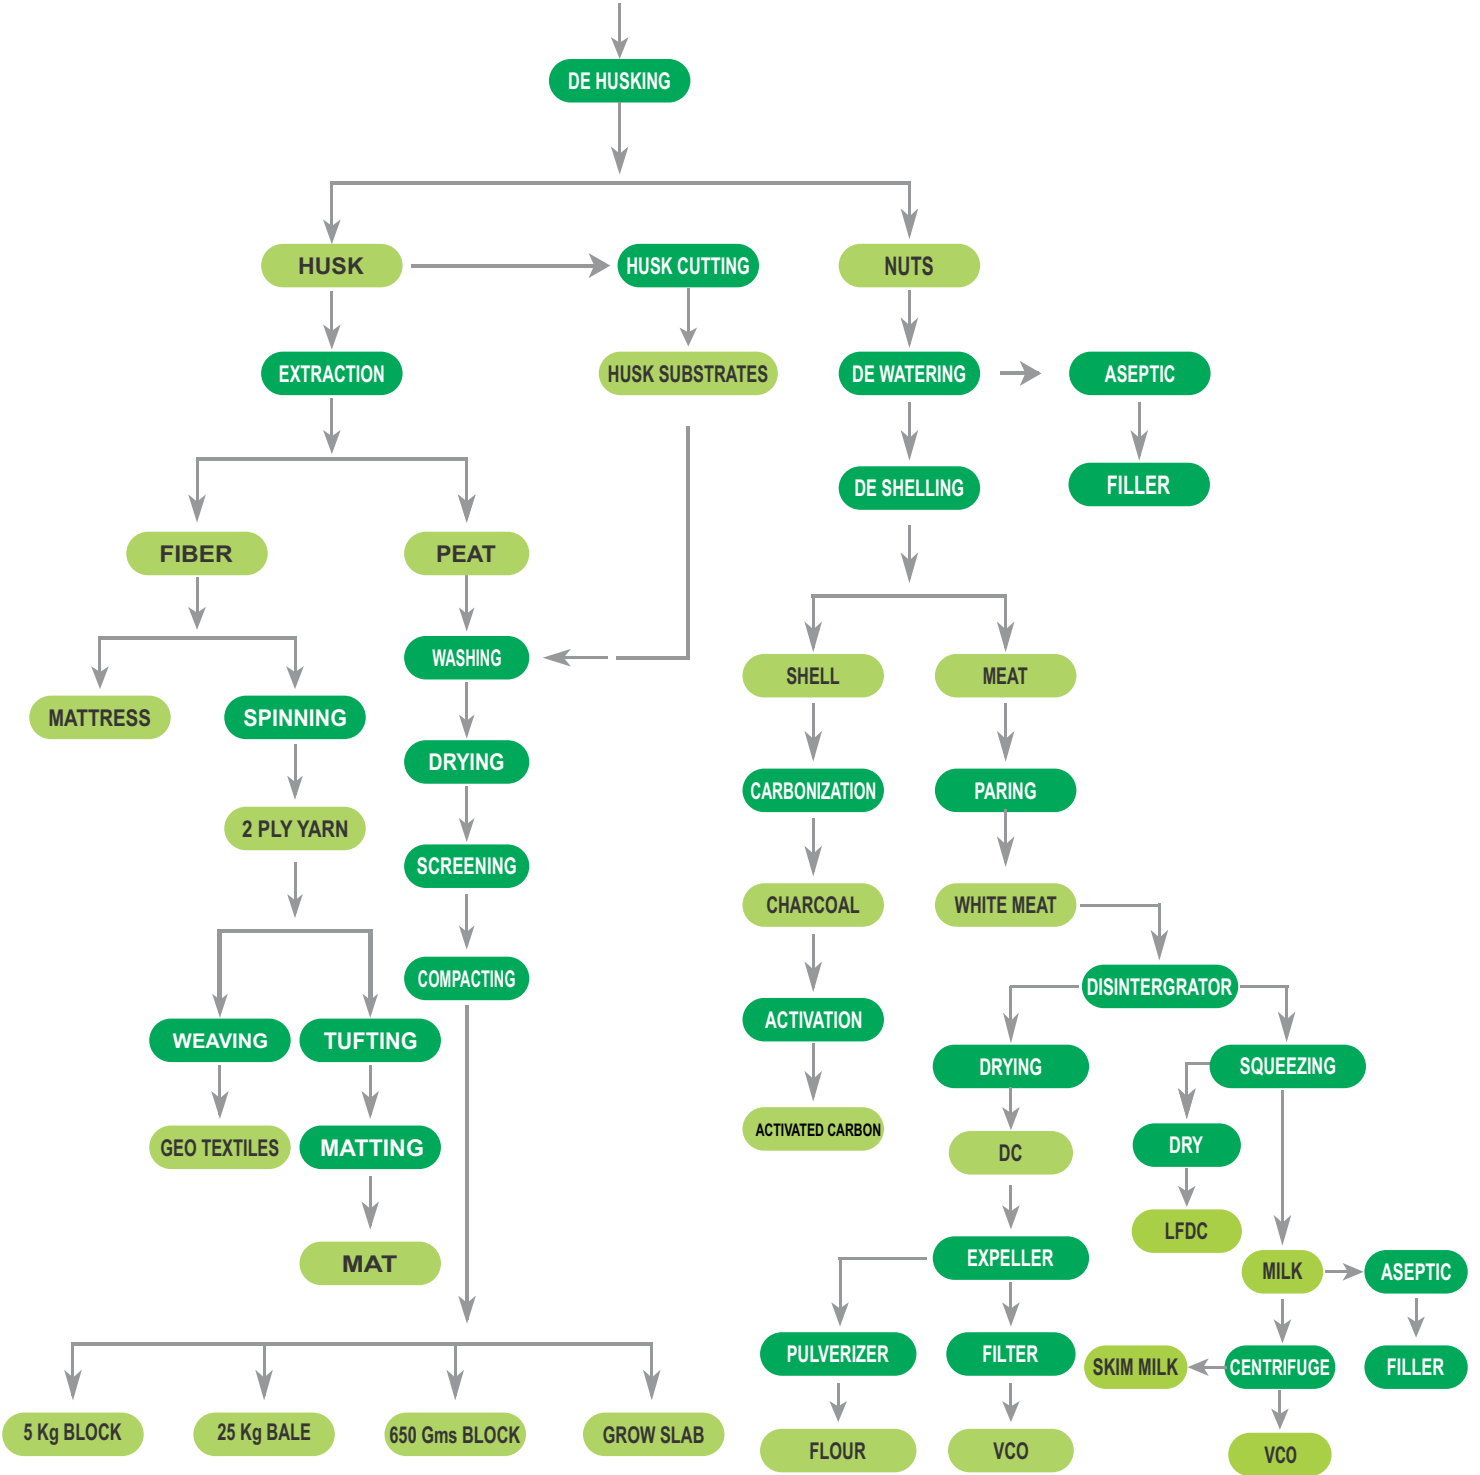 DE HUSKING
HUSK
HUSK CUTTING
NUTS
EXTRACTION
HUSK SUBSTRATES
DE WATERING
ASEPTIC
DE SHELLING
FILLER
FIBER
PEAT
WASHING
SHELL
MEAT
MATTRESS
SPINNING
DRYING
CARBONIZATION
PARING
2 PLY YARN
SCREENING
CHARCOAL
WHITE MEAT
COMPACTING
DISINTERGRATOR
WEAVING
TUFTING
ACTIVATION
DRYING
SQUEEZING
GEO TEXTILES
MATTING
ACTIVATED CARBON
DC
DRY
LFDC
MAT
EXPELLER
MILK
ASEPTIC
PULVERIZER
FILTER
SKIM MILK
CENTRIFUGE
FILLER
5 Kg BLOCK
25 Kg BALE
650 Gms BLOCK
GROW SLAB
FLOUR
VCO
VCO